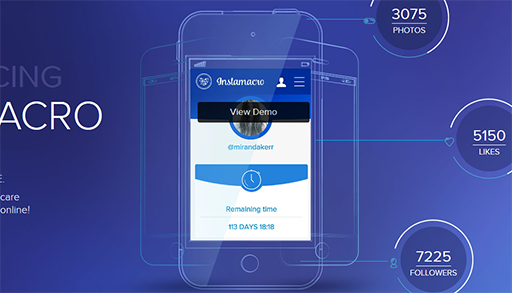 CING
ACRO
E.
care
online!
Instamacro
View Demo
@mirandakerr
Remaining time
113 DAYS 18:18
3075
PHOTOS
5150
LIKES
7225
FOLLOWERS